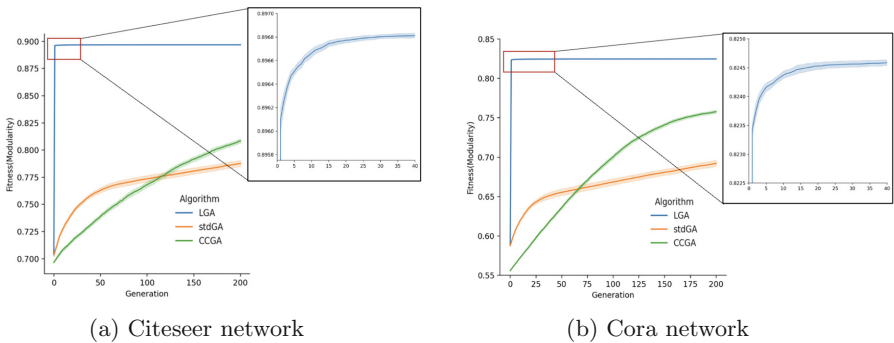 0.900
0.875
0.850
0.825
0.800
0.775
0.750
0.725
0.700
Fitness(Modularity)
0 50 100 150 200
Generation
Algorithm
LGA
stdGA
CCGA
0.8970
0.8968
0.8966
0.8964
0.8962
0.8960
0.8958
0 5 10 15 20 25 30 35 40
(a) Citeseer network
0.85
0.80
0.75
0.70
0.65
0.60
0.55
Fitness(Modularity)
0 25 50 75 100 125 150 175 200
Generation
Algorithm
LGA
stdGA
CCGA
0.8250
0.8245
0.8240
0.8235
0.8230
0.8225
0 5 10 15 20 25 30 35 40
(b) Cora network